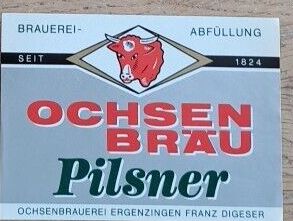 BRAUEREI- ABFÜLLUNG
SEIT 1824
OCHSEN
BRÄU
Pilsner
OCHSENBRAUEREI ERGENZINGEN FRANZ DIGESER